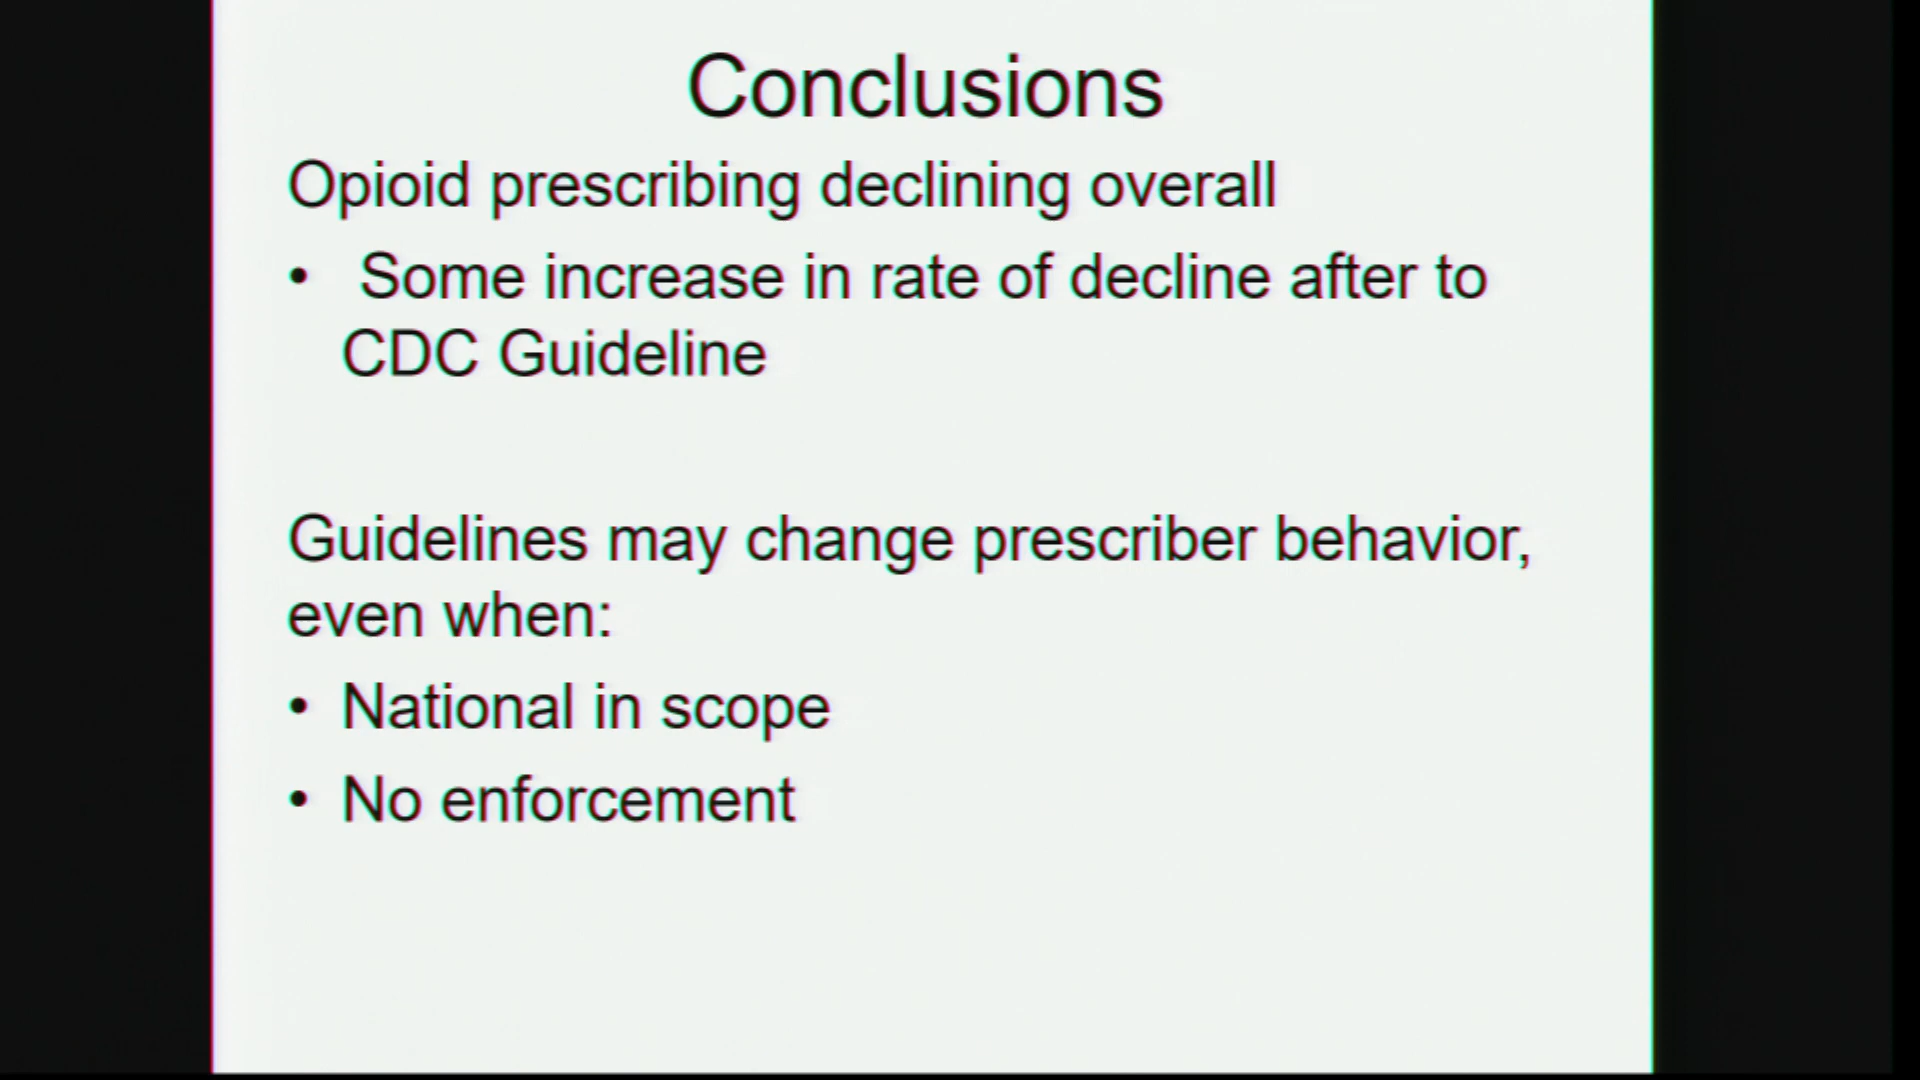 Conclusions
Opioid prescribing declining overall
• Some increase in rate of decline after to
CDC Guideline
Guidelines may change prescriber behavior,
even when:
• National in scope
• No enforcement